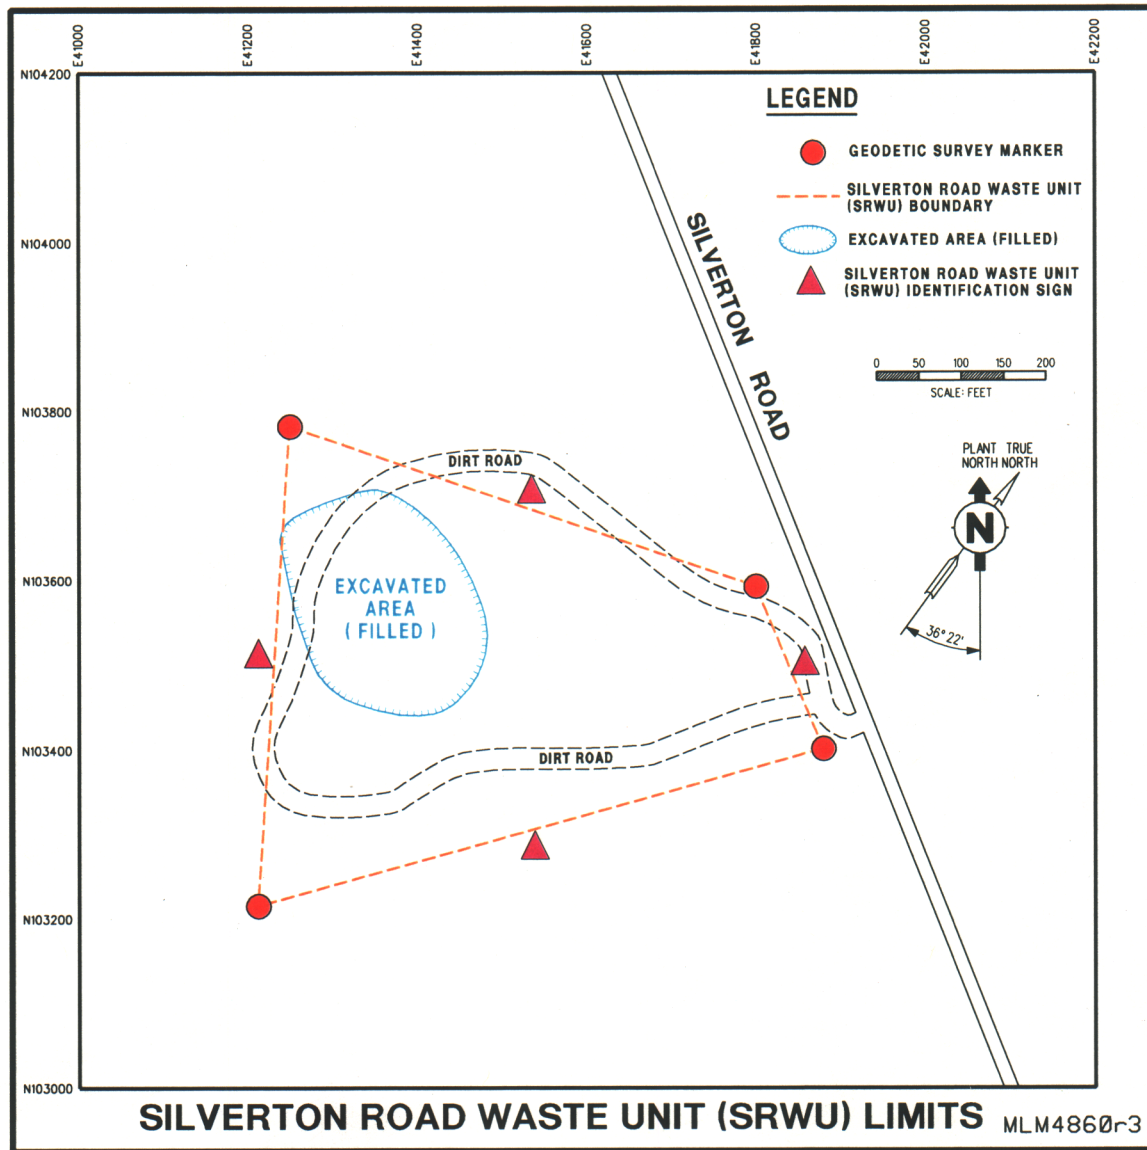 E41000
E41200
E41400
E41600
E41800
E42000
E42200
N104200
N104000
N103800
N103600
N103400
N103200
N103000
LEGEND
GEODETIC SURVEY MARKER
SILVERTON ROAD WASTE UNIT
(SRWU) BOUNDARY
EXCAVATED AREA (FILLED)
SILVERTON ROAD WASTE UNIT
(SRWU) IDENTIFICATION SIGN
0 50 100 150 200
SCALE: FEET
PLANT TRUE
NORTH NORTH
N
36° 22'
SILVERTON ROAD
DIRT ROAD
EXCAVATED
AREA
( FILLED )
DIRT ROAD
SILVERTON ROAD WASTE UNIT (SRWU) LIMITS
MLM4860r3